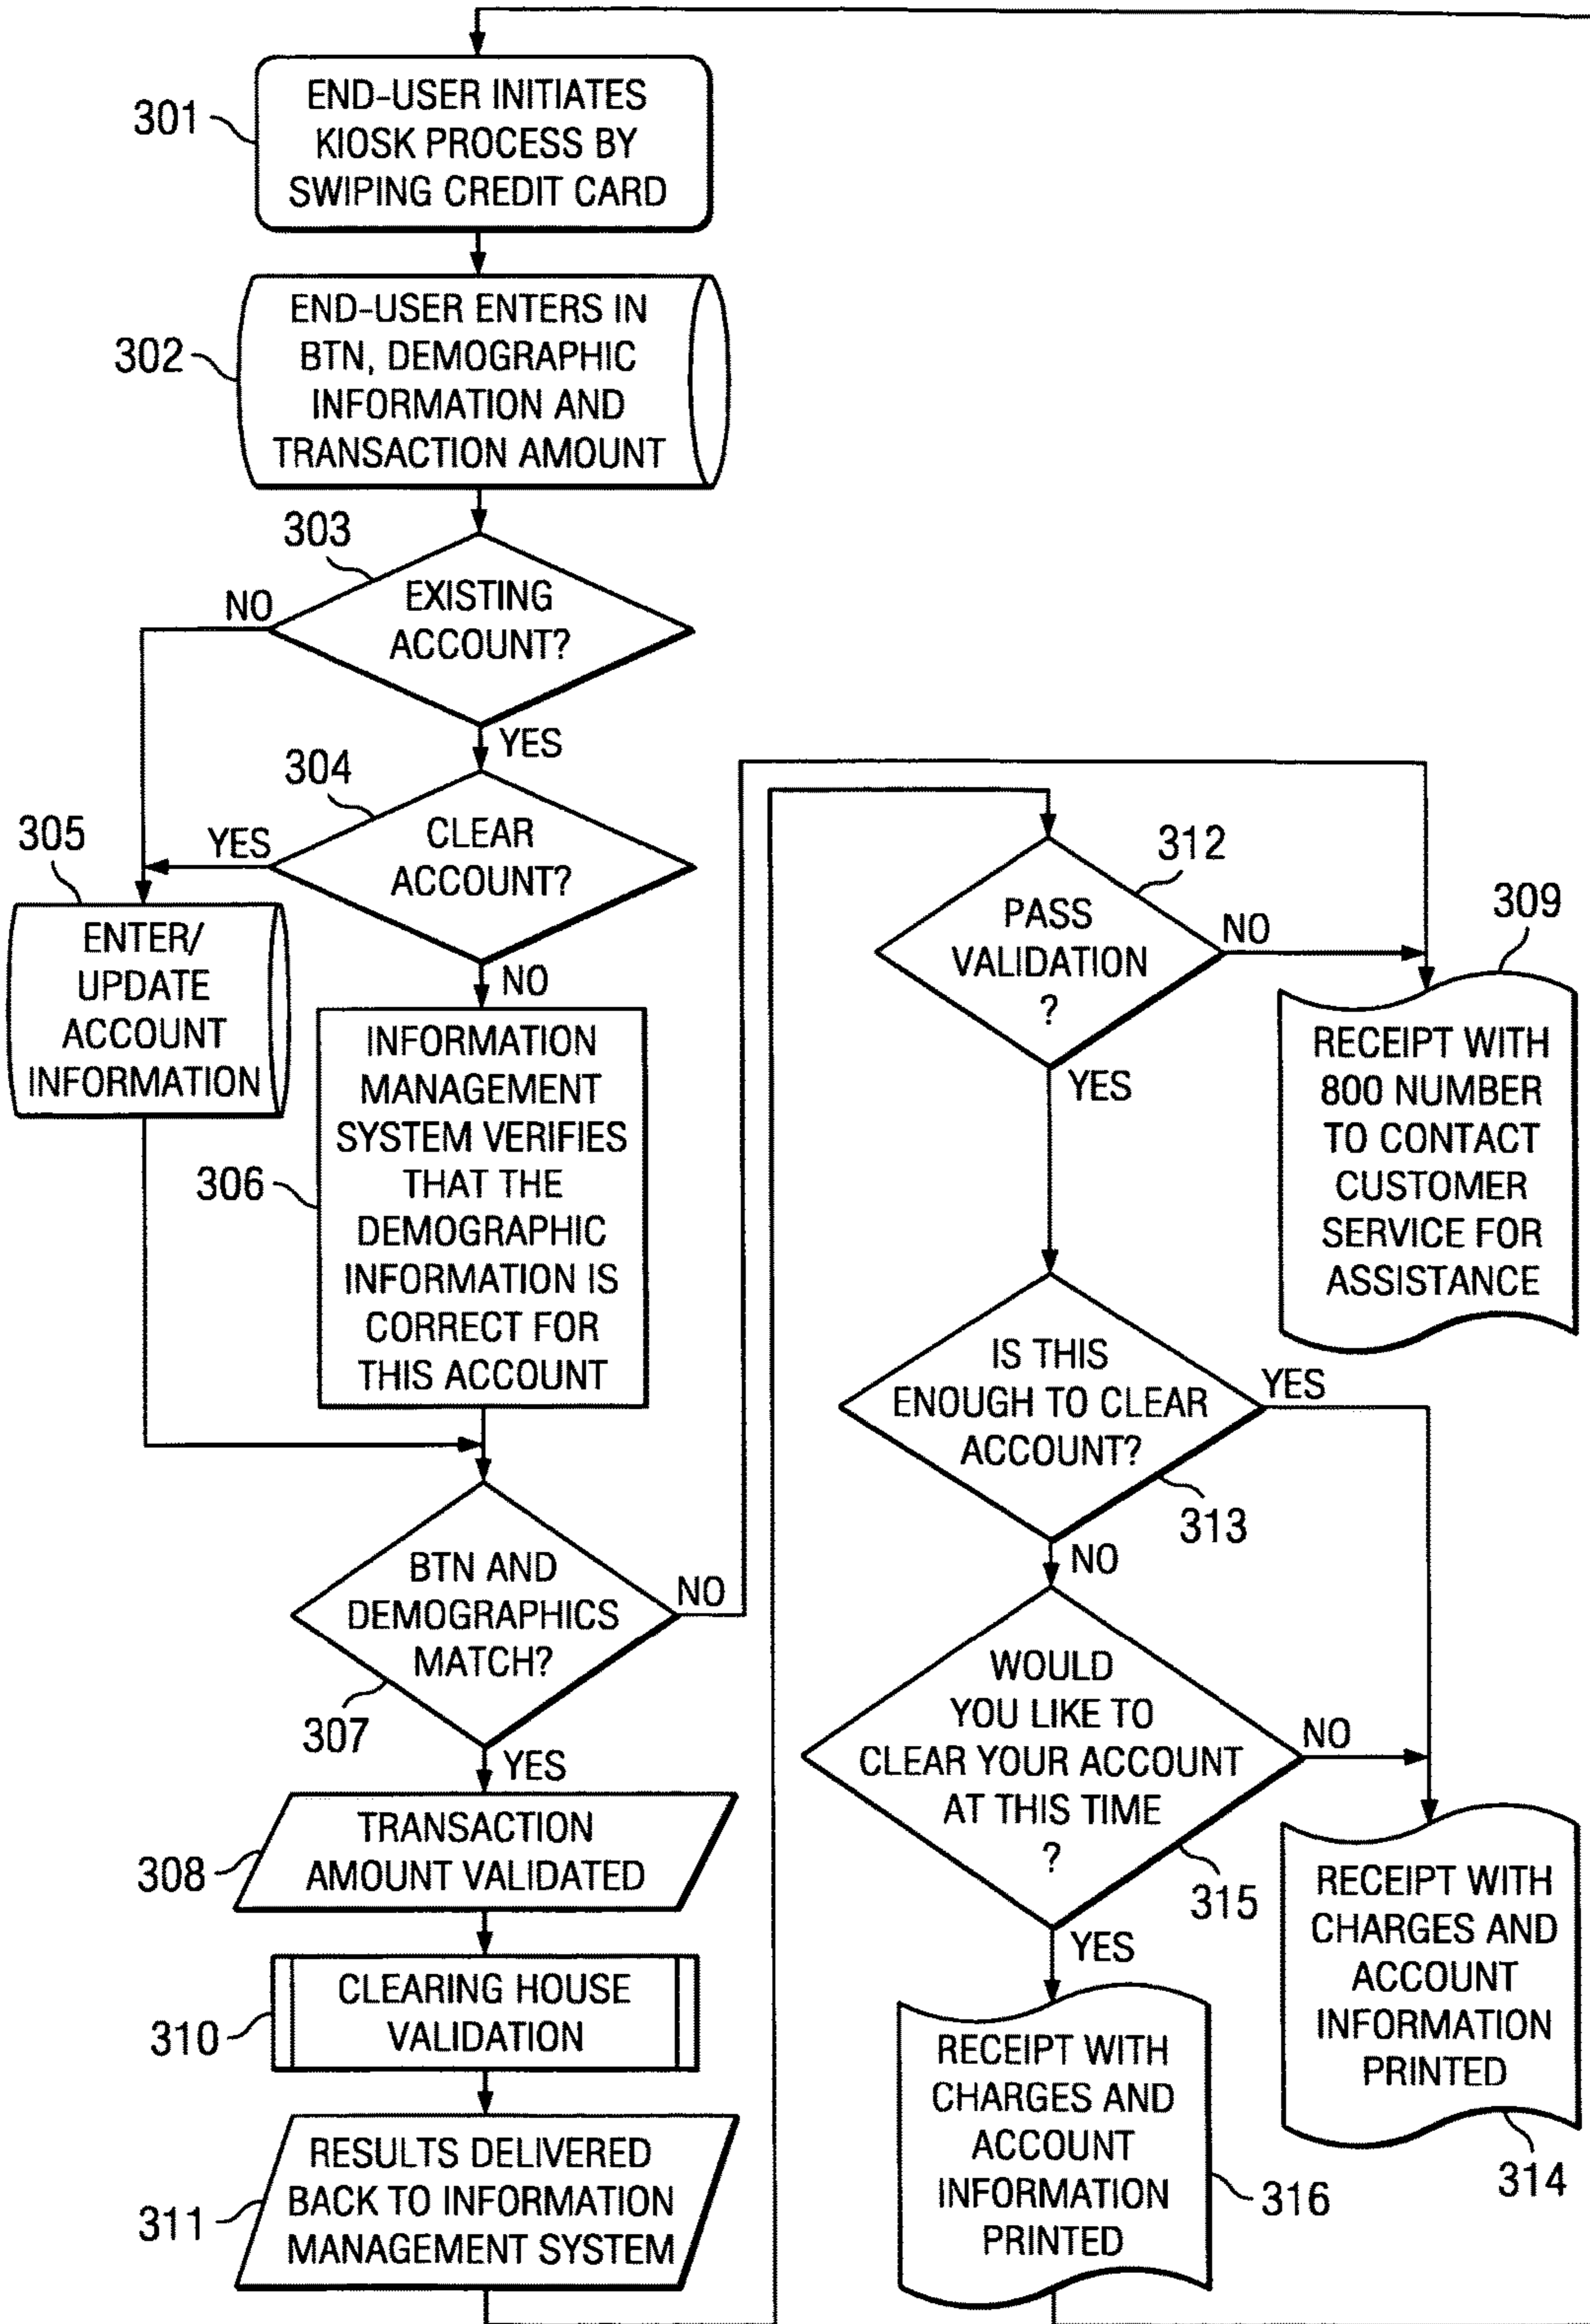 301
END-USER INITIATES
KIOSK PROCESS BY
SWIPING CREDIT CARD
302
END-USER ENTERS IN
BTN, DEMOGRAPHIC
INFORMATION AND
TRANSACTION AMOUNT
303
EXISTING
ACCOUNT?
NO
YES
304
CLEAR
ACCOUNT?
YES
NO
305
ENTER/
UPDATE
ACCOUNT
INFORMATION
306
INFORMATION
MANAGEMENT
SYSTEM VERIFIES
THAT THE
DEMOGRAPHIC
INFORMATION IS
CORRECT FOR
THIS ACCOUNT
BTN AND
DEMOGRAPHICS
MATCH?
NO
307
YES
308
TRANSACTION
AMOUNT VALIDATED
310
CLEARING HOUSE
VALIDATION
311
RESULTS DELIVERED
BACK TO INFORMATION
MANAGEMENT SYSTEM
312
PASS
VALIDATION
?
NO
YES
309
RECEIPT WITH
800 NUMBER
TO CONTACT
CUSTOMER
SERVICE FOR
ASSISTANCE
IS THIS
ENOUGH TO CLEAR
ACCOUNT?
YES
313
NO
WOULD
YOU LIKE TO
CLEAR YOUR ACCOUNT
AT THIS TIME
?
NO
315
YES
RECEIPT WITH
CHARGES AND
ACCOUNT
INFORMATION
PRINTED
314
RECEIPT WITH
CHARGES AND
ACCOUNT
INFORMATION
PRINTED
316